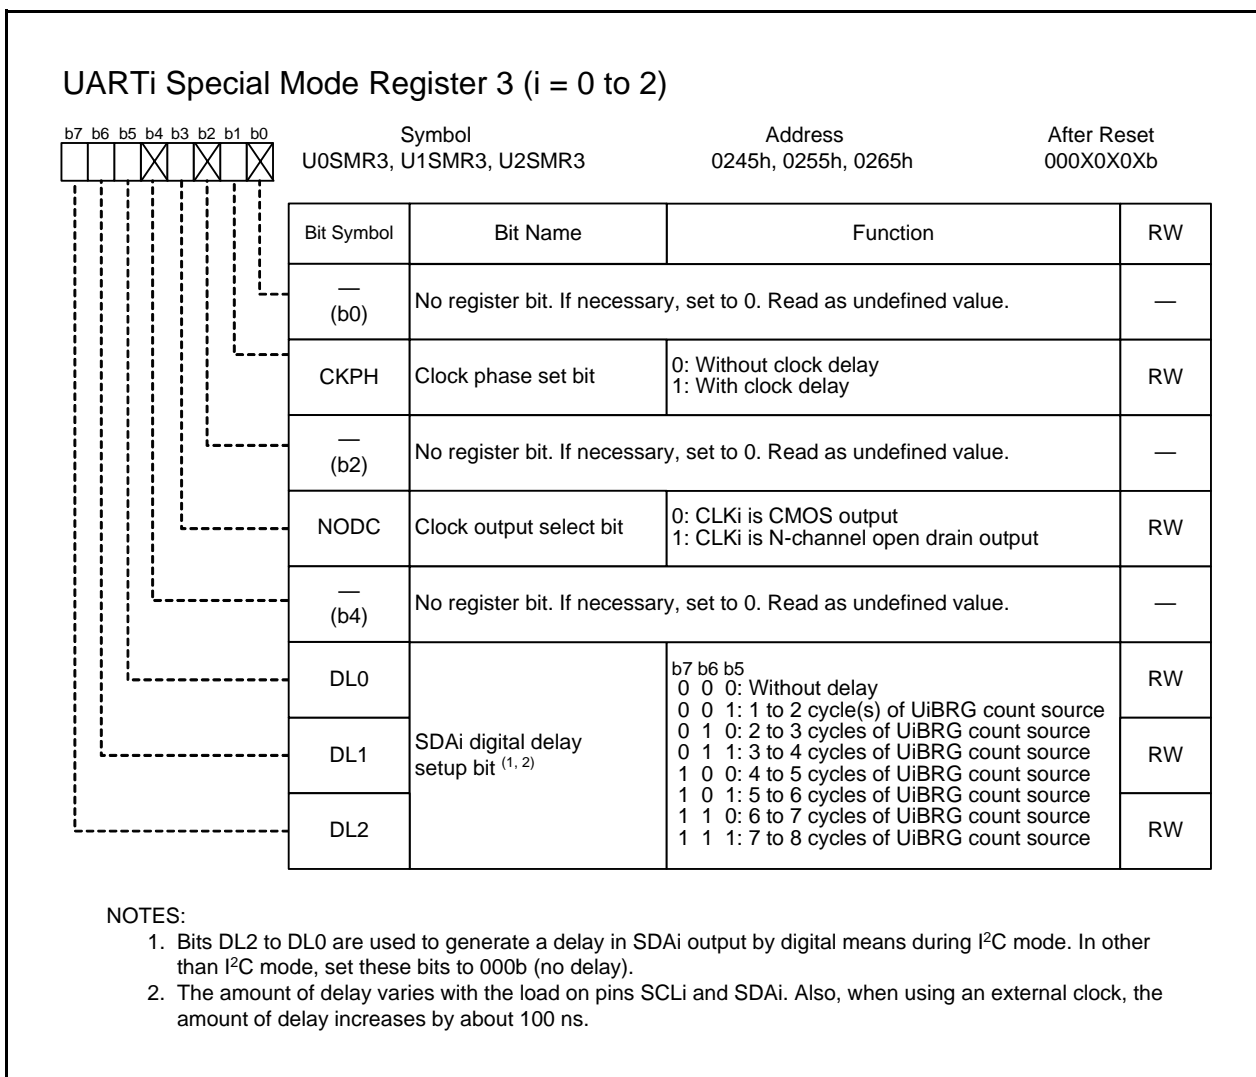 UARTi Special Mode Register 3 (i = 0 to 2)
b7 b6 b5 b4 b3 b2 b1 b0
Symbol Address After Reset
U0SMR3, U1SMR3, U2SMR3 0245h, 0255h, 0265h 000X0X0Xb
Bit Symbol Bit Name Function RW
—
(b0) No register bit. If necessary, set to 0. Read as undefined value. —
CKPH Clock phase set bit 0: Without clock delay
1: With clock delay RW
—
(b2) No register bit. If necessary, set to 0. Read as undefined value. —
NODC Clock output select bit 0: CLKi is CMOS output
1: CLKi is N-channel open drain output RW
—
(b4) No register bit. If necessary, set to 0. Read as undefined value. —
DL0 RW
DL1 RW
DL2 RW
SDAi digital delay
setup bit (1, 2)
b7 b6 b5
0 0 0: Without delay
0 0 1: 1 to 2 cycle(s) of UiBRG count source
0 1 0: 2 to 3 cycles of UiBRG count source
0 1 1: 3 to 4 cycles of UiBRG count source
1 0 0: 4 to 5 cycles of UiBRG count source
1 0 1: 5 to 6 cycles of UiBRG count source
1 1 0: 6 to 7 cycles of UiBRG count source
1 1 1: 7 to 8 cycles of UiBRG count source
NOTES:
1. Bits DL2 to DL0 are used to generate a delay in SDAi output by digital means during I²C mode. In other
than I²C mode, set these bits to 000b (no delay).
2. The amount of delay varies with the load on pins SCLi and SDAi. Also, when using an external clock, the
amount of delay increases by about 100 ns.